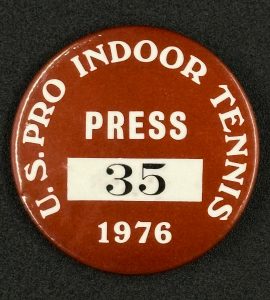 U.S. PRO INDOOR TENNIS
PRESS
35
1976